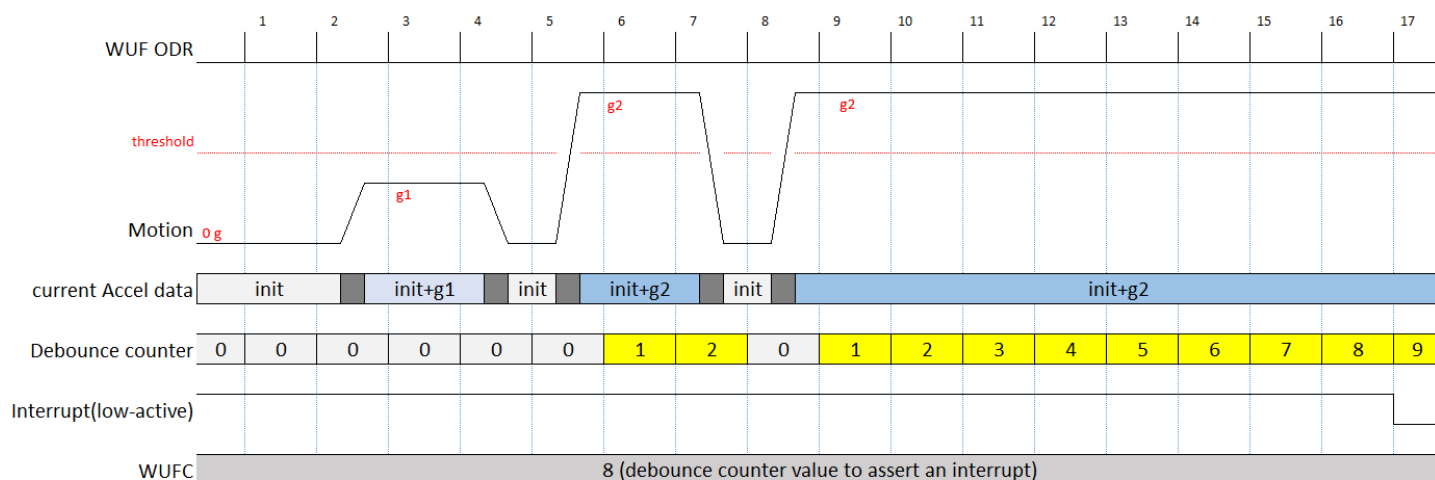 1 2 3 4 5 6 7 8 9 10 11 12 13 14 15 16 17
WUF ODR
g2 g2
threshold
g1
Motion 0 g
current Accel data init init+g1 init init+g2 init init+g2
Debounce counter 0 0 0 0 0 0 1 2 0 1 2 3 4 5 6 7 8 9
Interrupt(low-active)
WUFC 8 (debounce counter value to assert an interrupt)